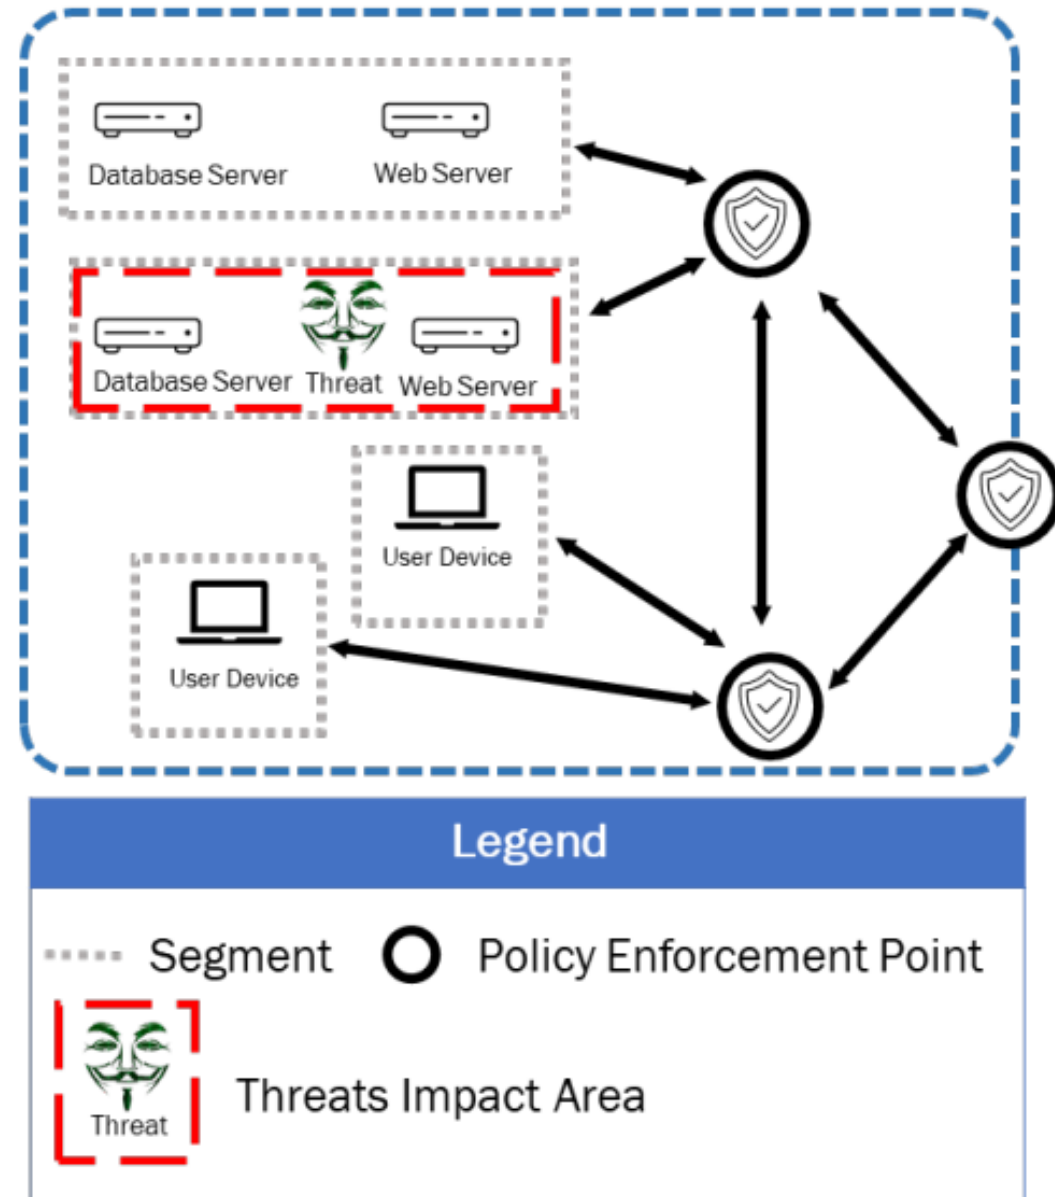 Database Server
Web Server
Database Server
Threat
Web Server
User Device
User Device
Legend
Segment
Policy Enforcement Point
Threat
Threats Impact Area